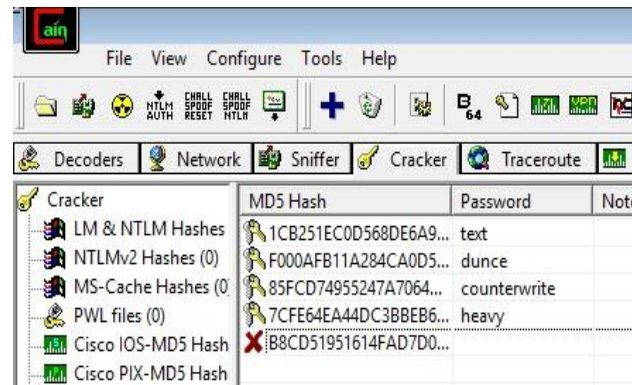 Cain
File View Configure Tools Help
NTLM AUTH CHALL SPOOF RESET CHALL SPOOF NTLM B64 VPN
Decoders Network Sniffer Cracker Traceroute
Cracker MD5 Hash Password Note
LM & NTLM Hashes 1CB251EC0D568DE6A9... text
NTLMv2 Hashes (0) F000AFB11A284CA0D5... dunce
MS-Cache Hashes (0 85FCD74955247A7064... counterwrite
PWL files (0) 7CFE64EA44DC3BBEB6... heavy
Cisco IOS-MD5 Hash B8CD51951614FAD7D0...
Cisco PIX-MD5 Hash